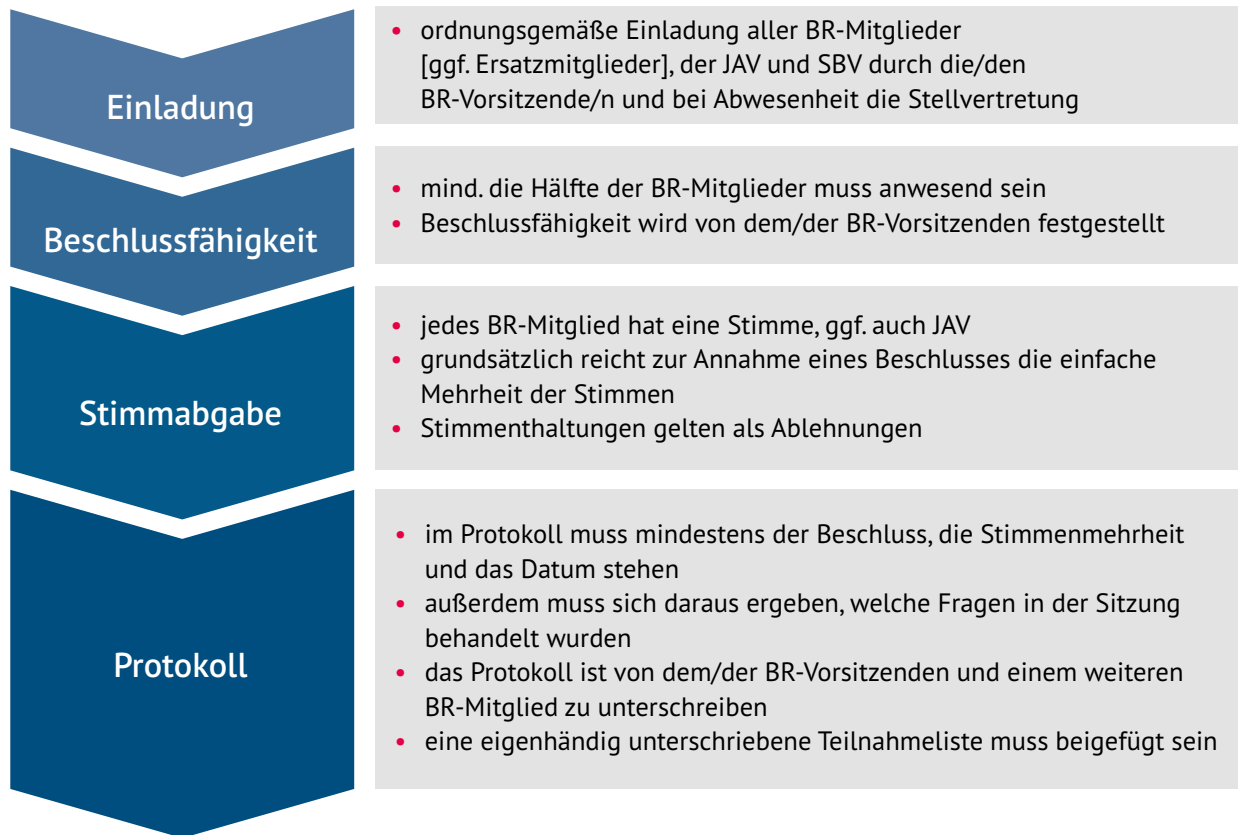 Einladung
• ordnungsgemäße Einladung aller BR-Mitglieder
[ggf. Ersatzmitglieder], der JAV und SBV durch die/den
BR-Vorsitzende/n und bei Abwesenheit die Stellvertretung
Beschlussfähigkeit
• mind. die Hälfte der BR-Mitglieder muss anwesend sein
• Beschlussfähigkeit wird von dem/der BR-Vorsitzenden festgestellt
Stimmabgabe
• jedes BR-Mitglied hat eine Stimme, ggf. auch JAV
• grundsätzlich reicht zur Annahme eines Beschlusses die einfache
Mehrheit der Stimmen
• Stimmenthaltungen gelten als Ablehnungen
Protokoll
• im Protokoll muss mindestens der Beschluss, die Stimmenmehrheit
und das Datum stehen
• außerdem muss sich daraus ergeben, welche Fragen in der Sitzung
behandelt wurden
• das Protokoll ist von dem/der BR-Vorsitzenden und einem weiteren
BR-Mitglied zu unterschreiben
• eine eigenhändig unterschriebene Teilnahmeliste muss beigefügt sein